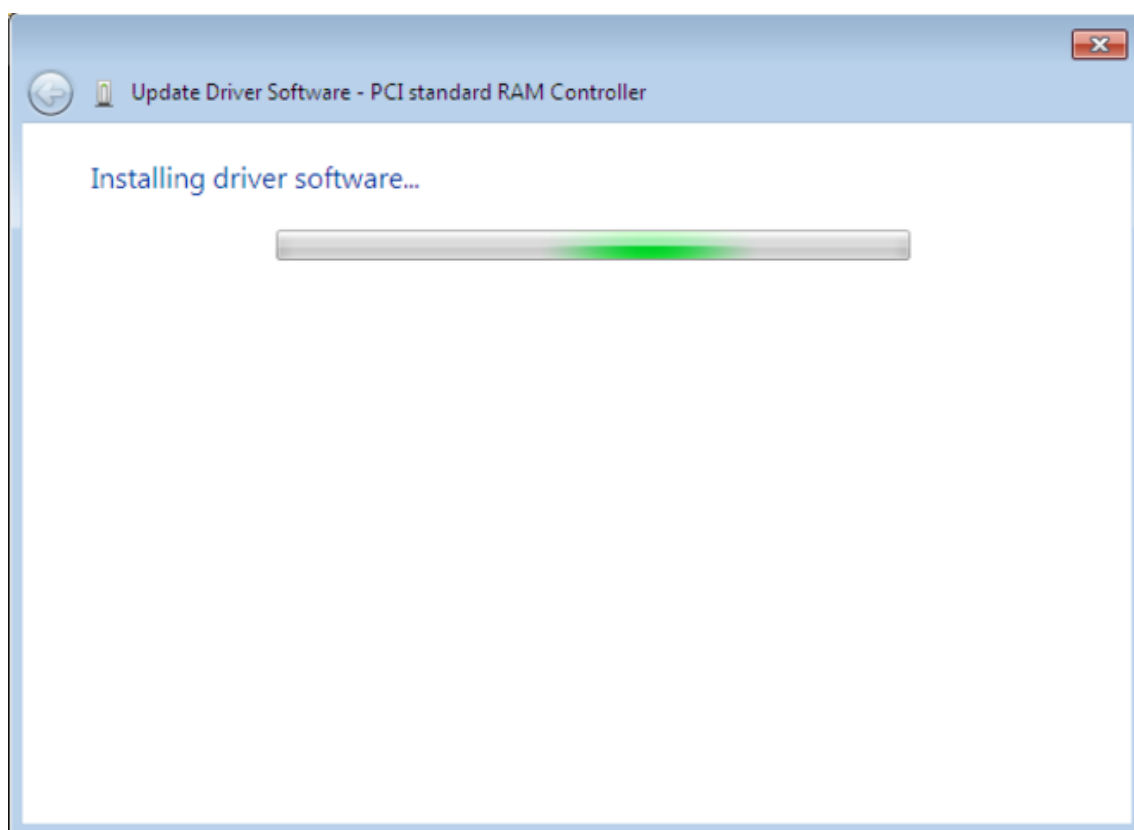 Update Driver Software - PCI standard RAM Controller
Installing driver software...